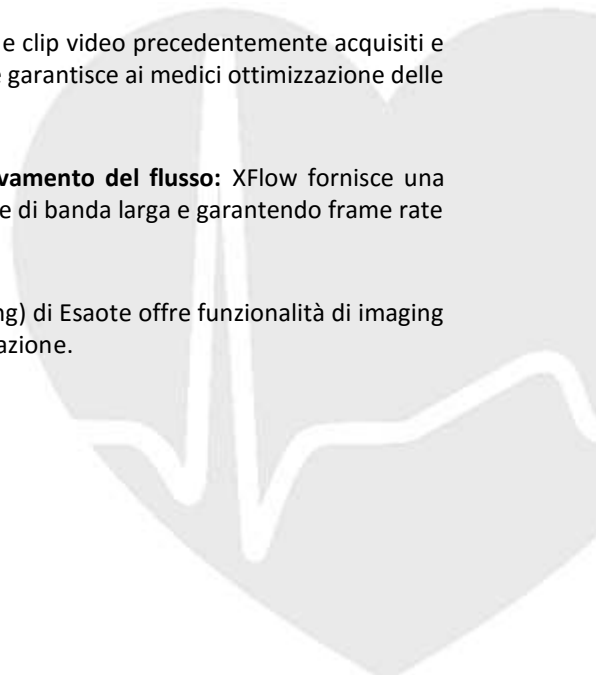 e clip video precedentemente acquisiti e
garantisce ai medici ottimizzazione delle
vamento del flusso: XFlow fornisce una
e di banda larga e garantendo frame rate
ng) di Esaote offre funzionalità di imaging
azione.